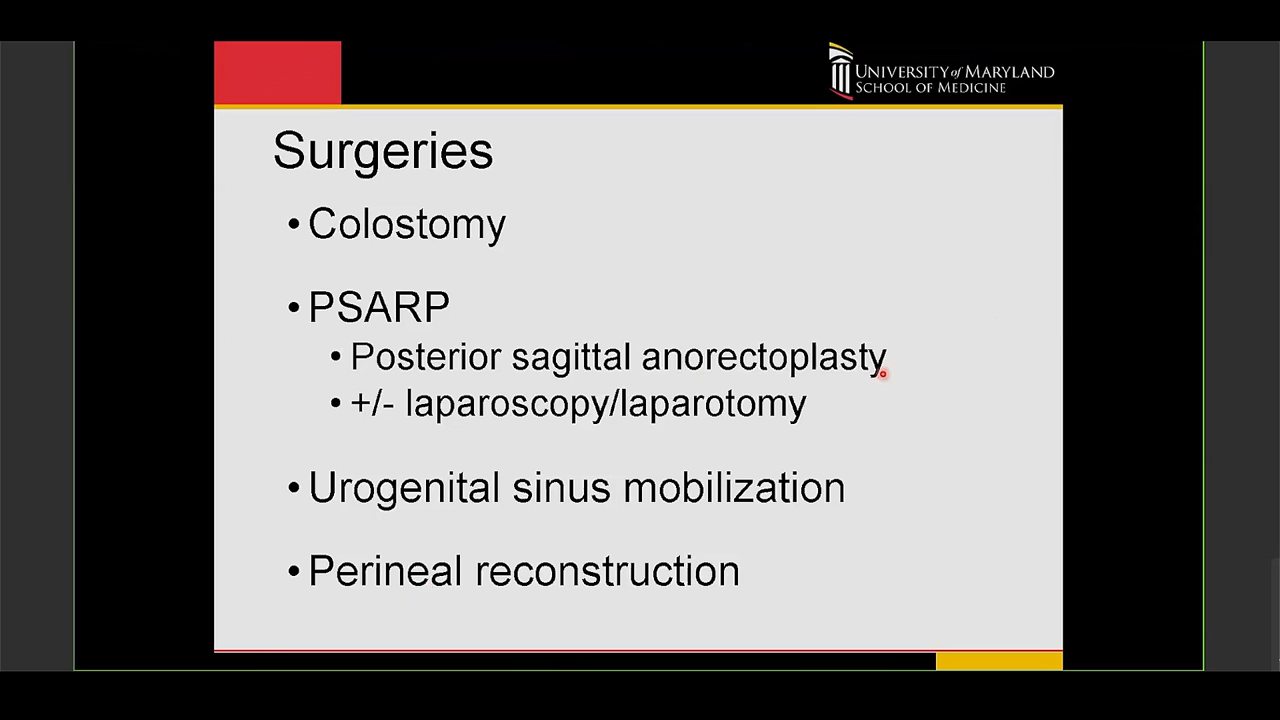 UNIVERSITY of MARYLAND
SCHOOL OF MEDICINE
Surgeries
• Colostomy
• PSARP
• Posterior sagittal anorectoplasty
• +/- laparoscopy/laparotomy
• Urogenital sinus mobilization
• Perineal reconstruction